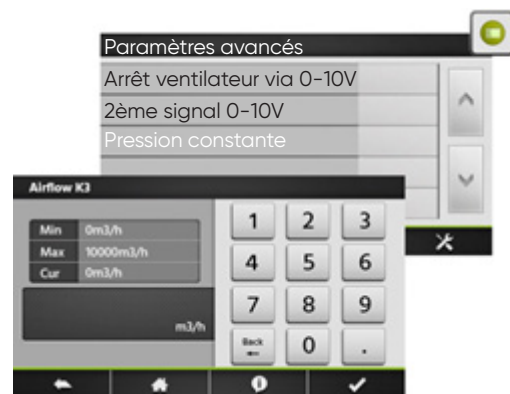 Paramètres avancés
Arrêt ventilateur via 0-10V
2ème signal 0-10V
Pression constante
Airflow K3
Min 0m3/h
Max 10000m3/h
Cur 0m3/h
m3/h
1 2 3
4 5 6
7 8 9
Back 0 .